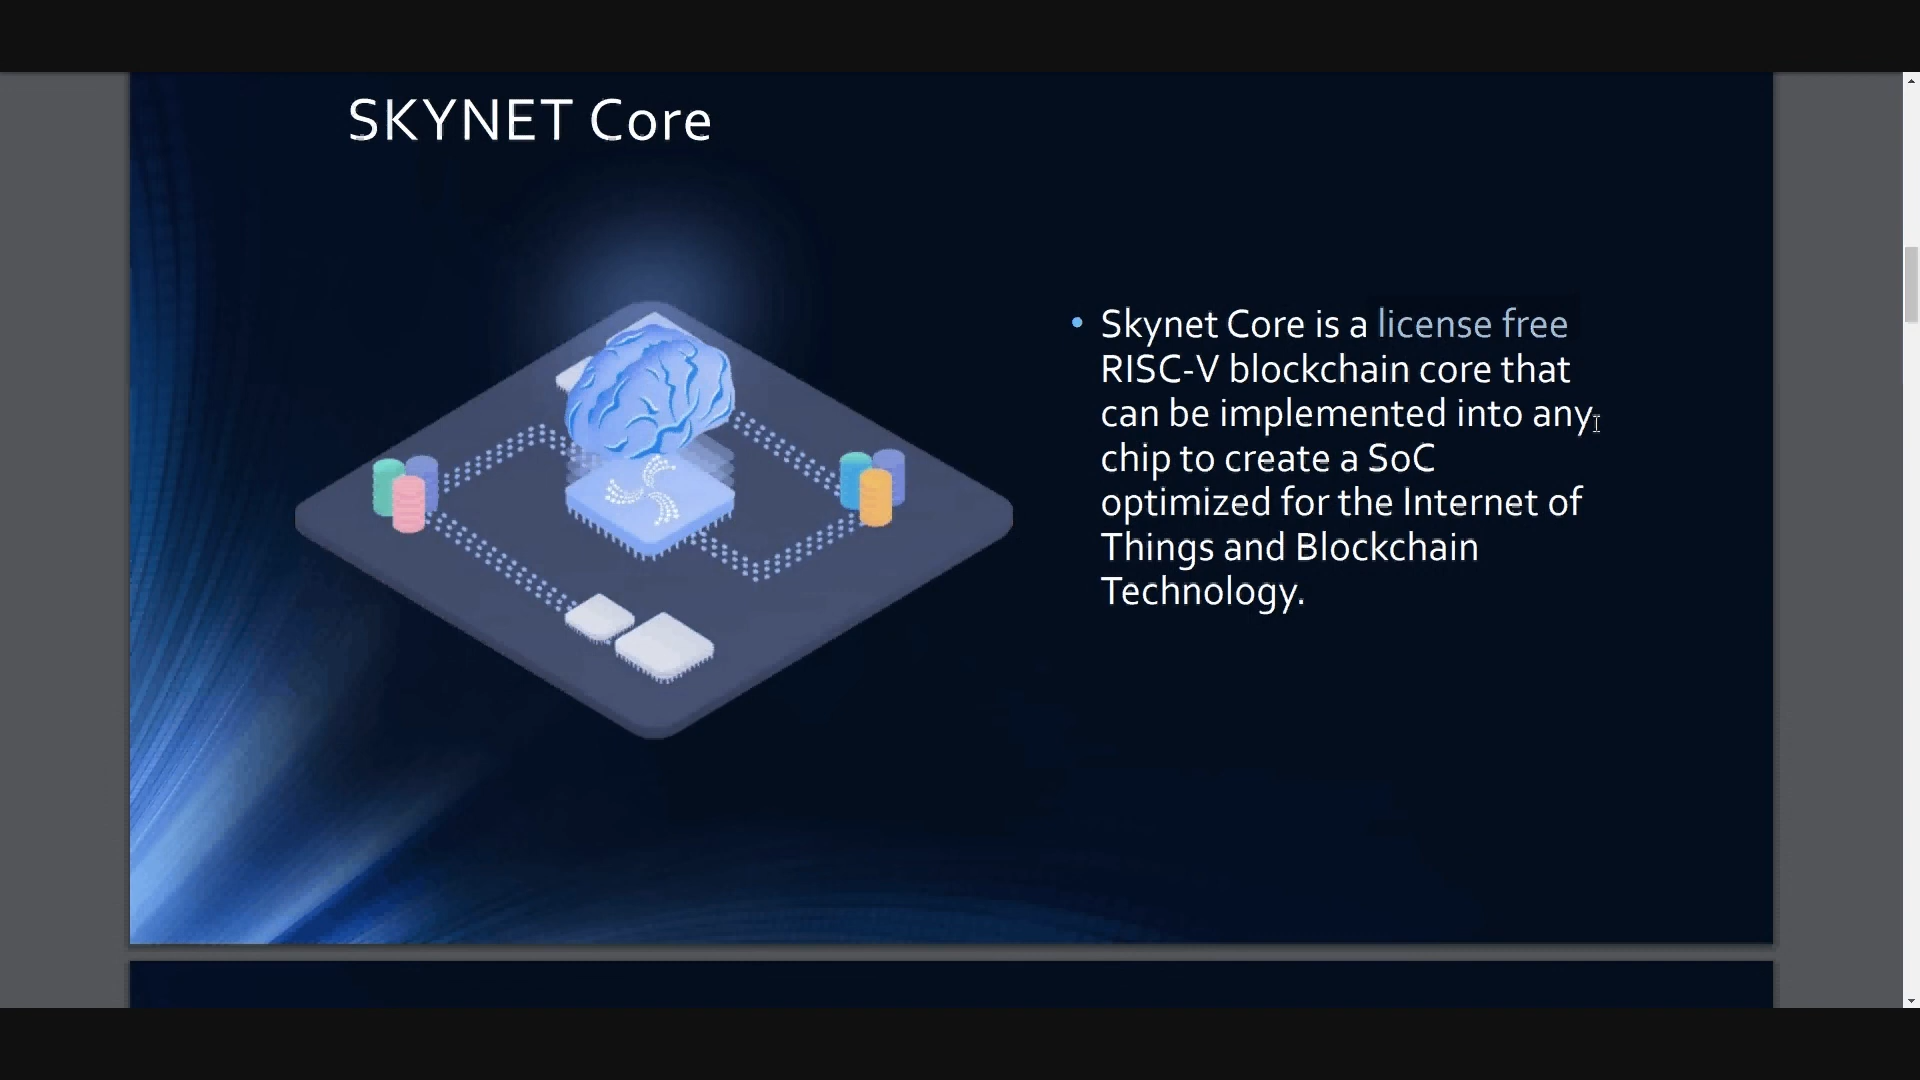 SKYNET Core
• Skynet Core is a license free
RISC-V blockchain core that
can be implemented into any
chip to create a SoC
optimized for the Internet of
Things and Blockchain
Technology.